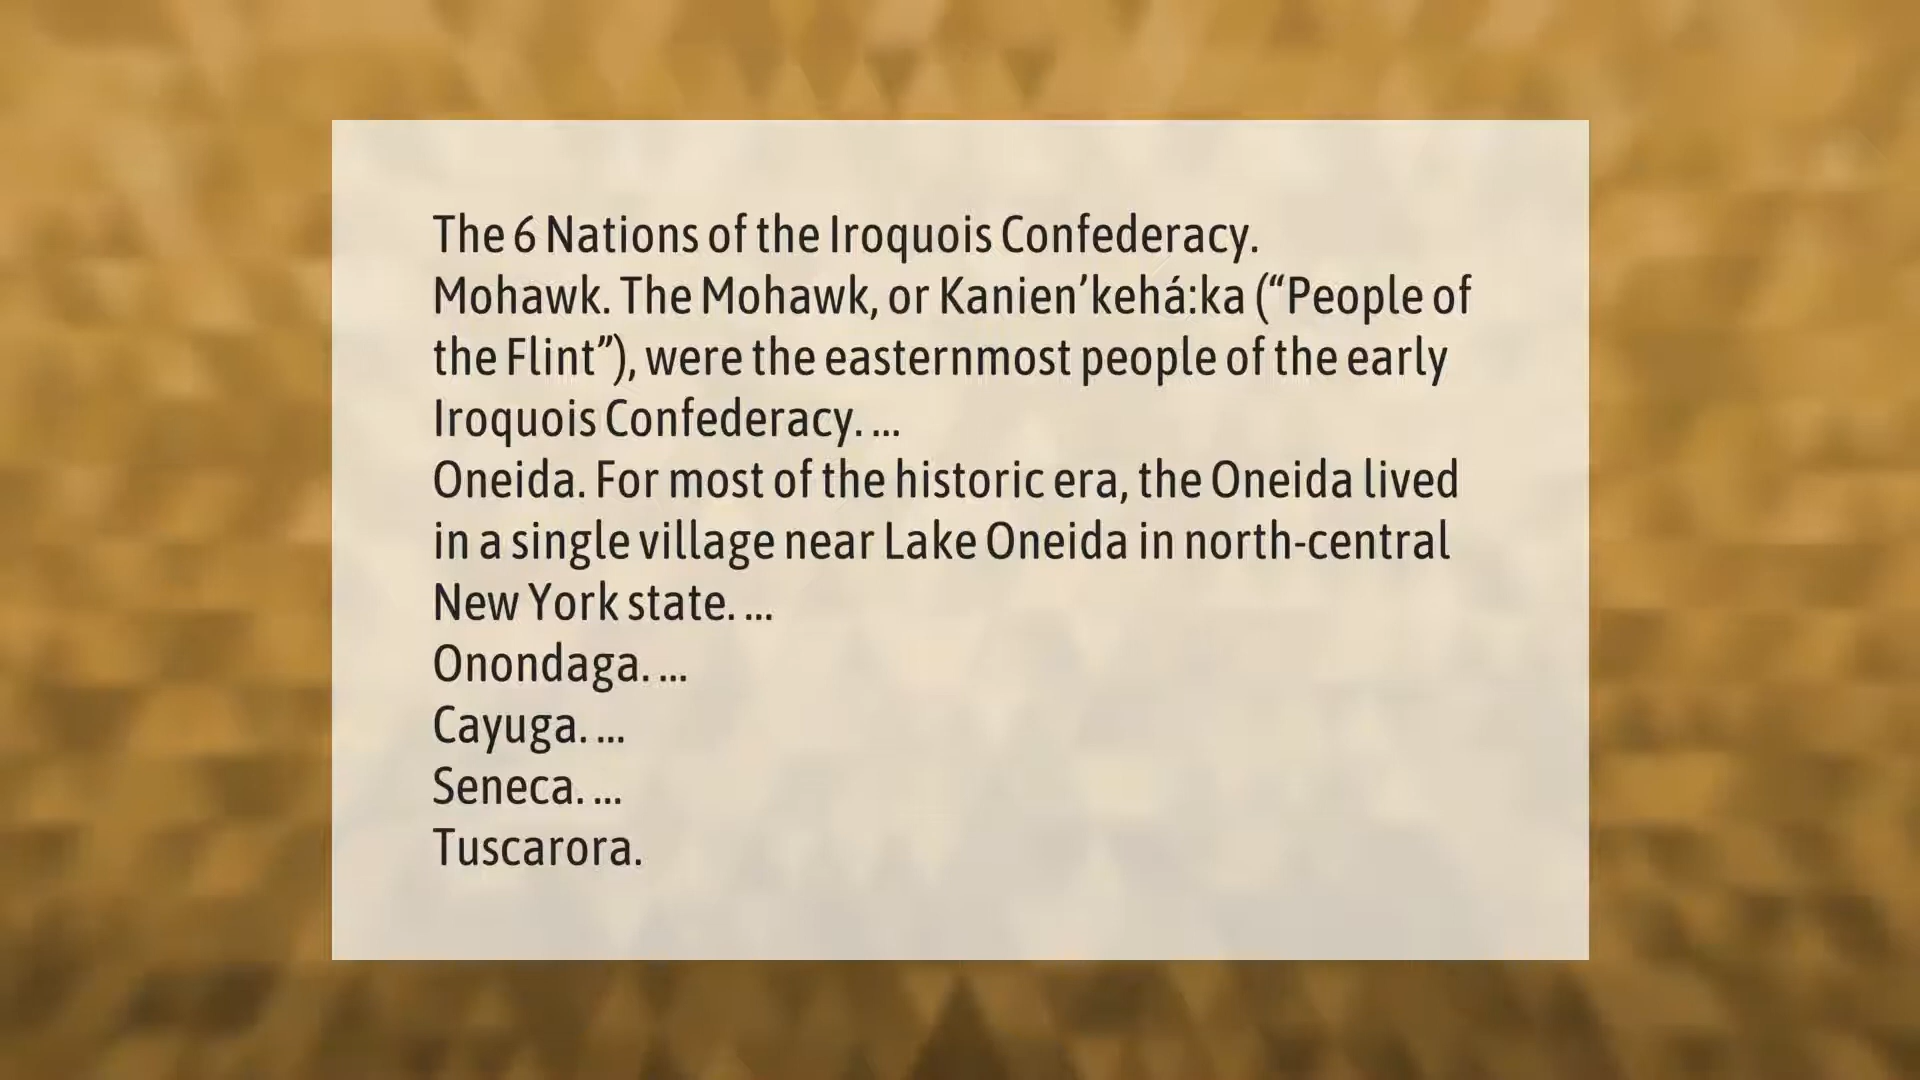 The 6 Nations of the Iroquois Confederacy.
Mohawk. The Mohawk, or Kanien’kehá:ka (“People of
the Flint”), were the easternmost people of the early
Iroquois Confederacy. ...
Oneida. For most of the historic era, the Oneida lived
in a single village near Lake Oneida in north-central
New York state. ...
Onondaga. ...
Cayuga. ...
Seneca. ...
Tuscarora.